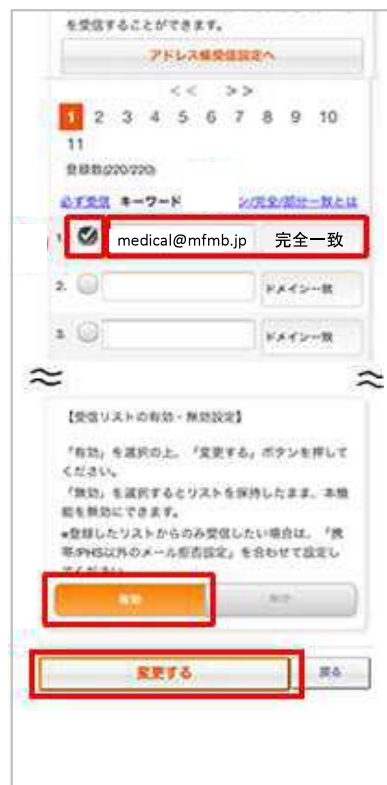 を受信することができます。
アドレス帳受信設定へ
<< >>
1 2 3 4 5 6 7 8 9 10
11
登録数(220/220)
必ず受信 キーワード ン/完全/部分一致とは
1. medical@mfmb.jp 完全一致
2. ドメイン一致
3. ドメイン一致
≈ ≈
【受信リストの有効・無効設定】
「有効」を選択の上、「変更する」ボタンを押して
ください。
「無効」を選択するとリストを保持したまま、本機
能を無効にできます。
*登録したリストからのみ受信したい場合は、「携
帯/PHS以外のメール拒否設定」を合わせて設定し
てください。
有効 無効
変更する 戻る